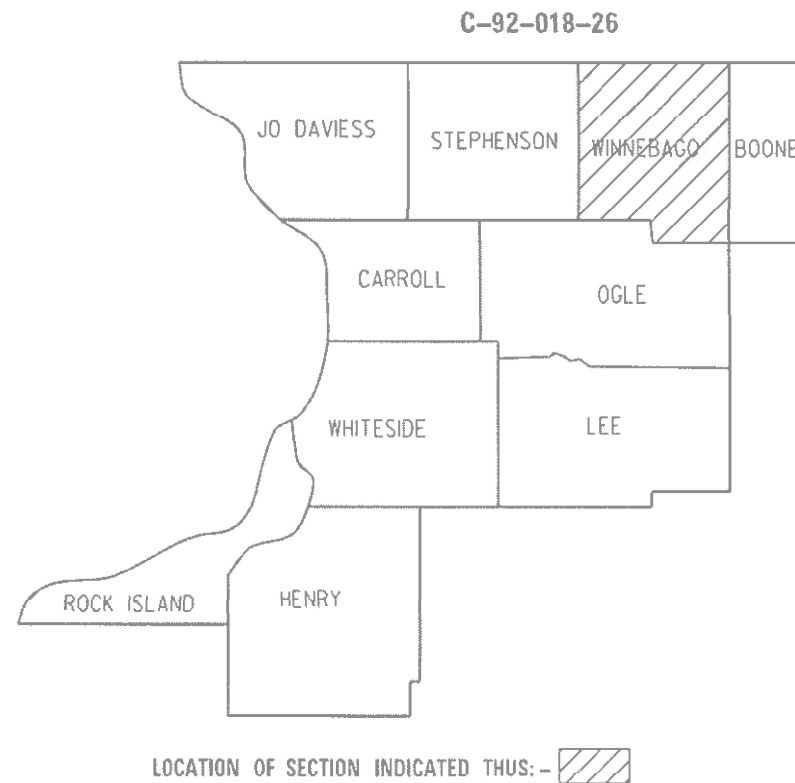 C-92-018-26
JO DAVIESS
STEPHENSON
WINNEBAGO
BOONE
CARROLL
OGLE
WHITESIDE
LEE
ROCK ISLAND
HENRY
LOCATION OF SECTION INDICATED THUS: -